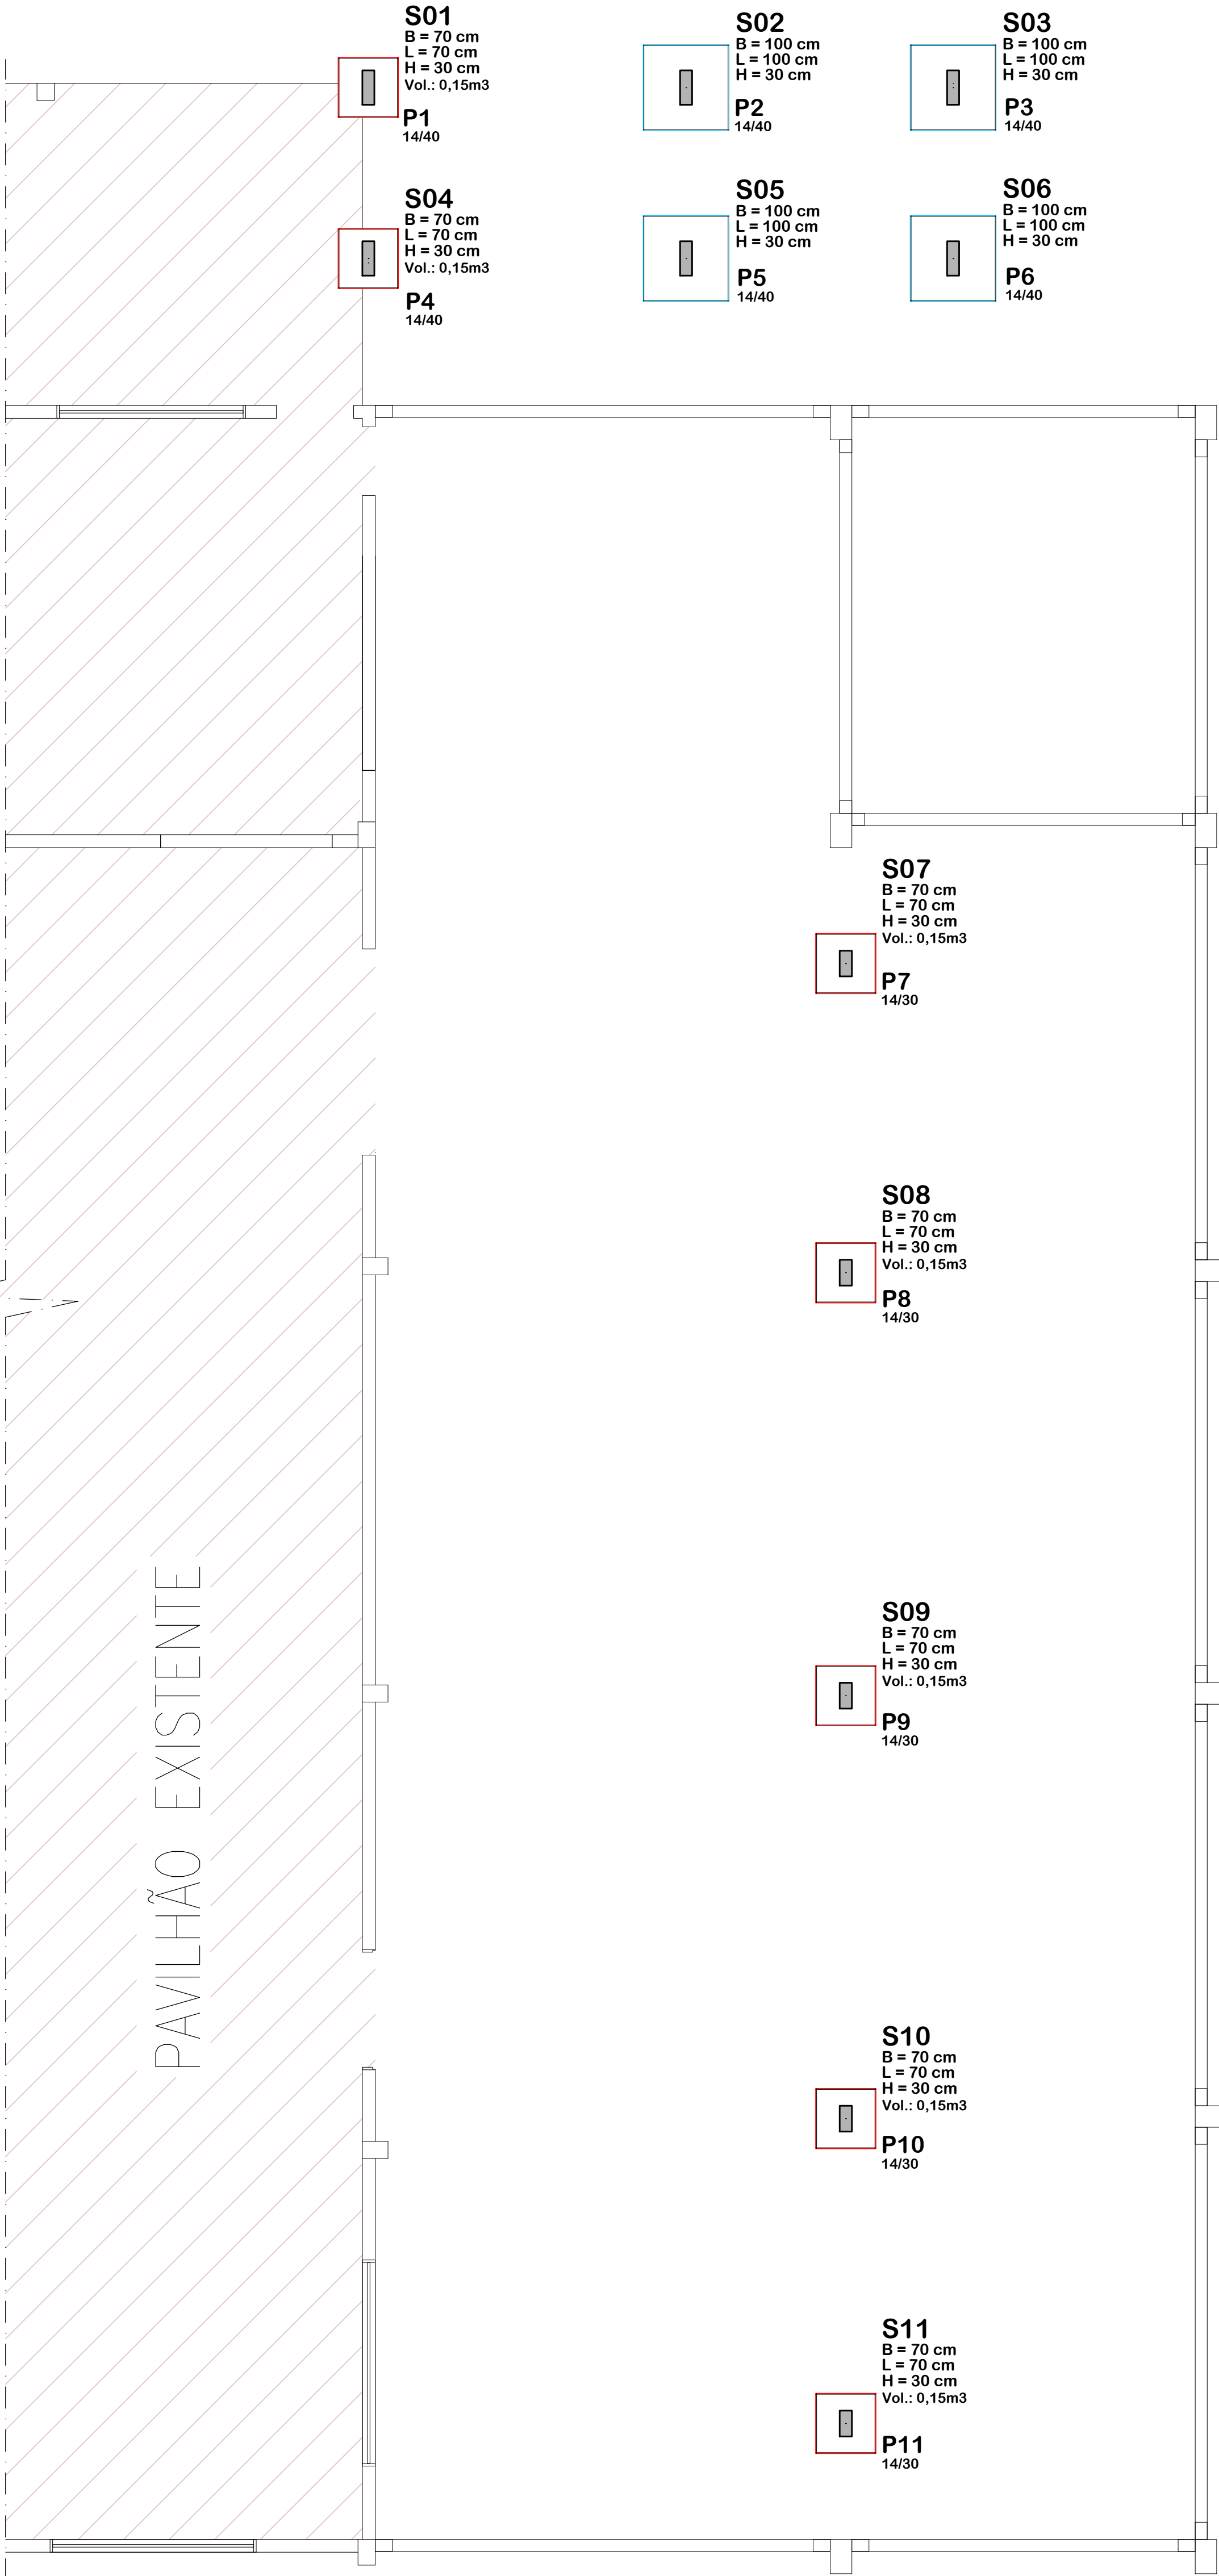 S01
B = 70 cm
L = 70 cm
H = 30 cm
Vol.: 0,15m3
P1
14/40
S02
B = 100 cm
L = 100 cm
H = 30 cm
P2
14/40
S03
B = 100 cm
L = 100 cm
H = 30 cm
P3
14/40
S04
B = 70 cm
L = 70 cm
H = 30 cm
Vol.: 0,15m3
P4
14/40
S05
B = 100 cm
L = 100 cm
H = 30 cm
P5
14/40
S06
B = 100 cm
L = 100 cm
H = 30 cm
P6
14/40
S07
B = 70 cm
L = 70 cm
H = 30 cm
Vol.: 0,15m3
P7
14/30
S08
B = 70 cm
L = 70 cm
H = 30 cm
Vol.: 0,15m3
P8
14/30
PAVILHÃO EXISTENTE
S09
B = 70 cm
L = 70 cm
H = 30 cm
Vol.: 0,15m3
P9
14/30
S10
B = 70 cm
L = 70 cm
H = 30 cm
Vol.: 0,15m3
P10
14/30
S11
B = 70 cm
L = 70 cm
H = 30 cm
Vol.: 0,15m3
P11
14/30